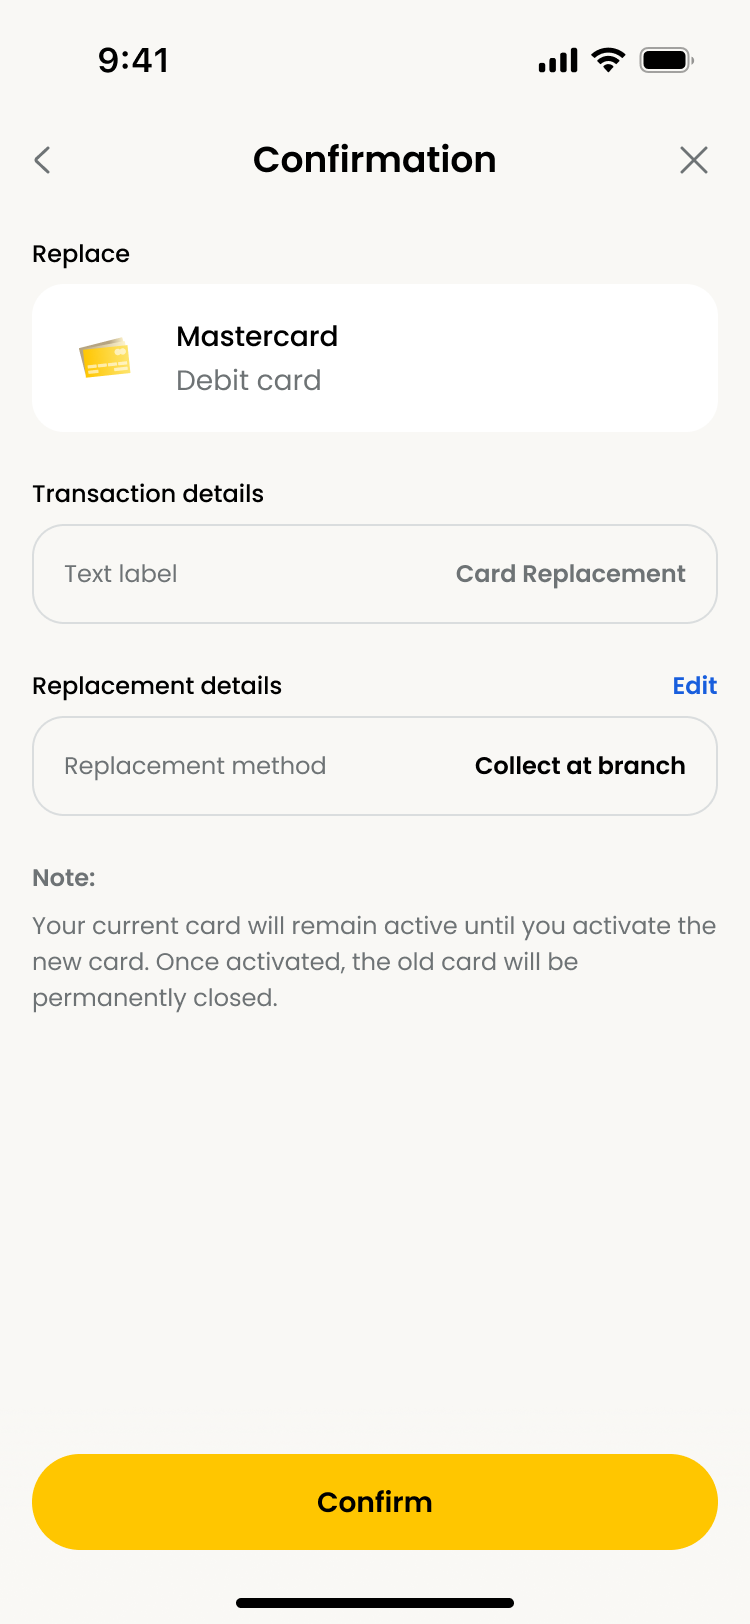 9:41
Confirmation
Replace
Mastercard
Debit card
Transaction details
Text label Card Replacement
Replacement details Edit
Replacement method Collect at branch
Note:
Your current card will remain active until you activate the
new card. Once activated, the old card will be
permanently closed.
Confirm